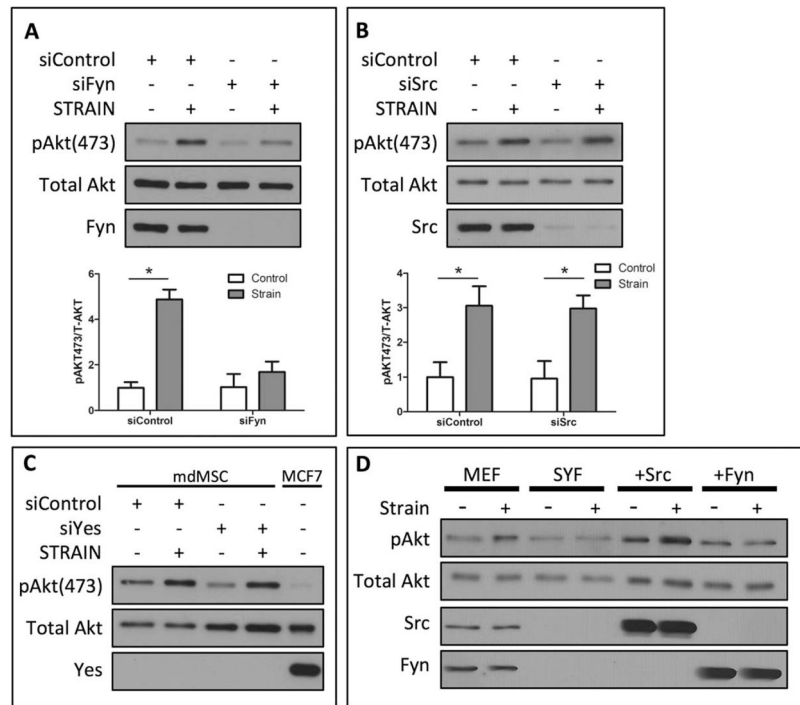 A
siControl + + - -
siFyn - - + +
STRAIN - + - +
pAkt(473)
Total Akt
Fyn
pAKT473/T-AKT
6
4
2
0
*
Control
Strain
siControl siFyn
B
siControl + + - -
siSrc - - + +
STRAIN - + - +
pAkt(473)
Total Akt
Src
pAKT473/T-AKT
4
3
2
1
0
* *
Control
Strain
siControl siSrc
C
mdMSC MCF7
siControl + + - - -
siYes - - + + -
STRAIN - + - + -
pAkt(473)
Total Akt
Yes
D
MEF SYF +Src +Fyn
Strain - + - + - + - +
pAkt
Total Akt
Src
Fyn